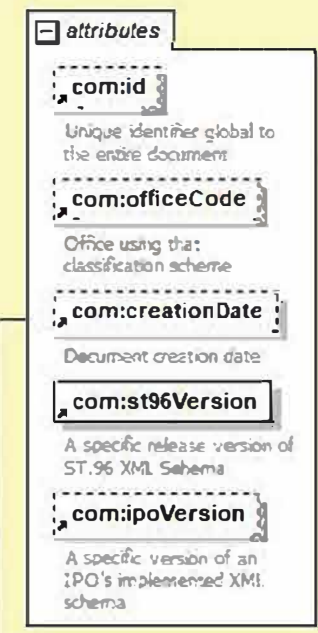 attributes
com:id
Unique identifier global to
the entire document
com:officeCode
Office using that
classification scheme
com:creationDate
Document creation date
com:st96Version
A specific release version of
ST.96 XML Schema
com:ipoVersion
A specific version of an
IPO's implemented XML
schema